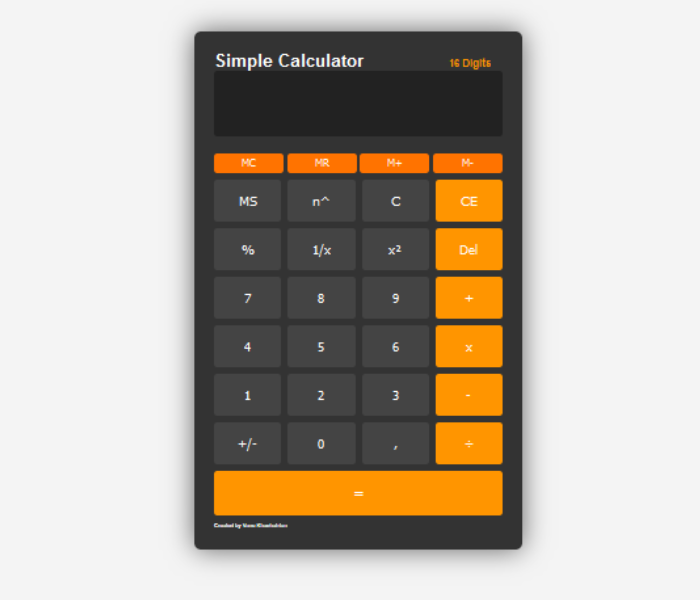 Simple Calculator 16 Digits
MC MR M+ M-
MS n^ C CE
% 1/x x² Del
7 8 9 +
4 5 6 x
1 2 3 -
+/- 0 , ÷
=
Created by